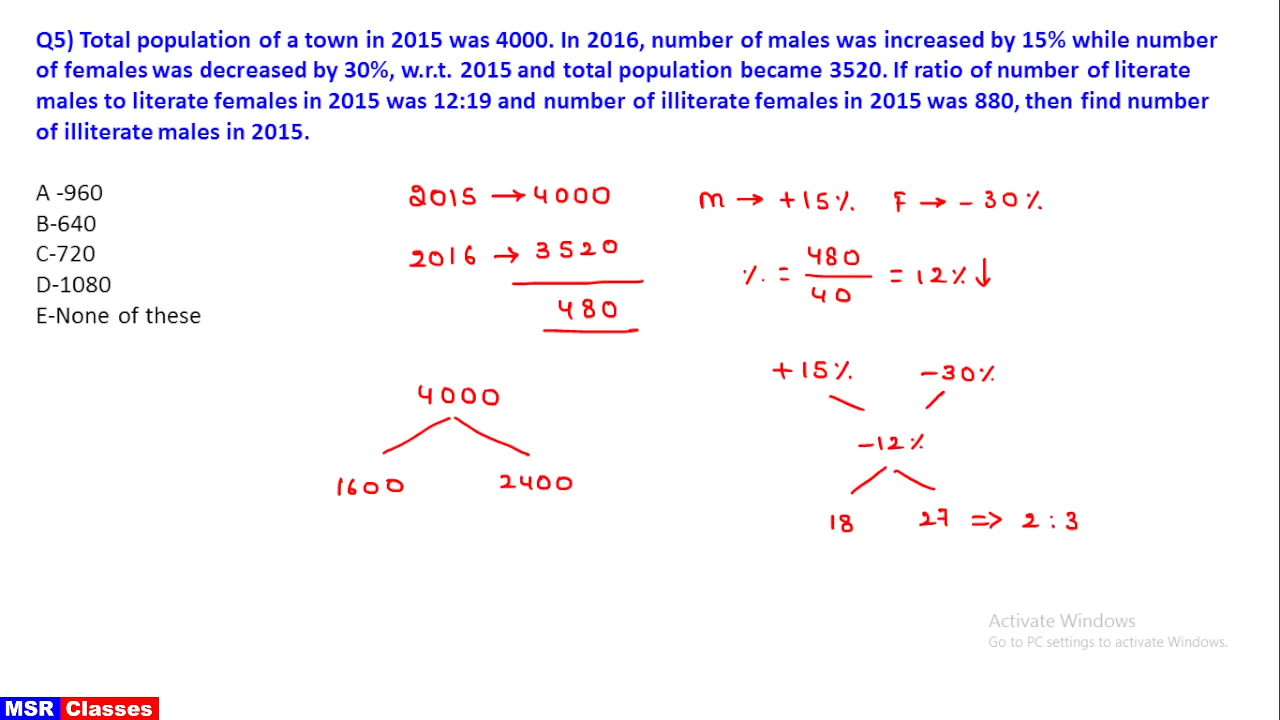 Q5) Total population of a town in 2015 was 4000. In 2016, number of males was increased by 15% while number
of females was decreased by 30%, w.r.t. 2015 and total population became 3520. If ratio of number of literate
males to literate females in 2015 was 12:19 and number of illiterate females in 2015 was 880, then find number
of illiterate males in 2015.
A -960
B-640
C-720
D-1080
E-None of these
2015 → 4000
2016 → 3520
480
M → +15% F → - 30%
% = 480/40 = 12% ↓
4000
1600 2400
+15% -30%
-12%
18 27 => 2 : 3
Activate Windows
Go to PC settings to activate Windows.
MSR Classes